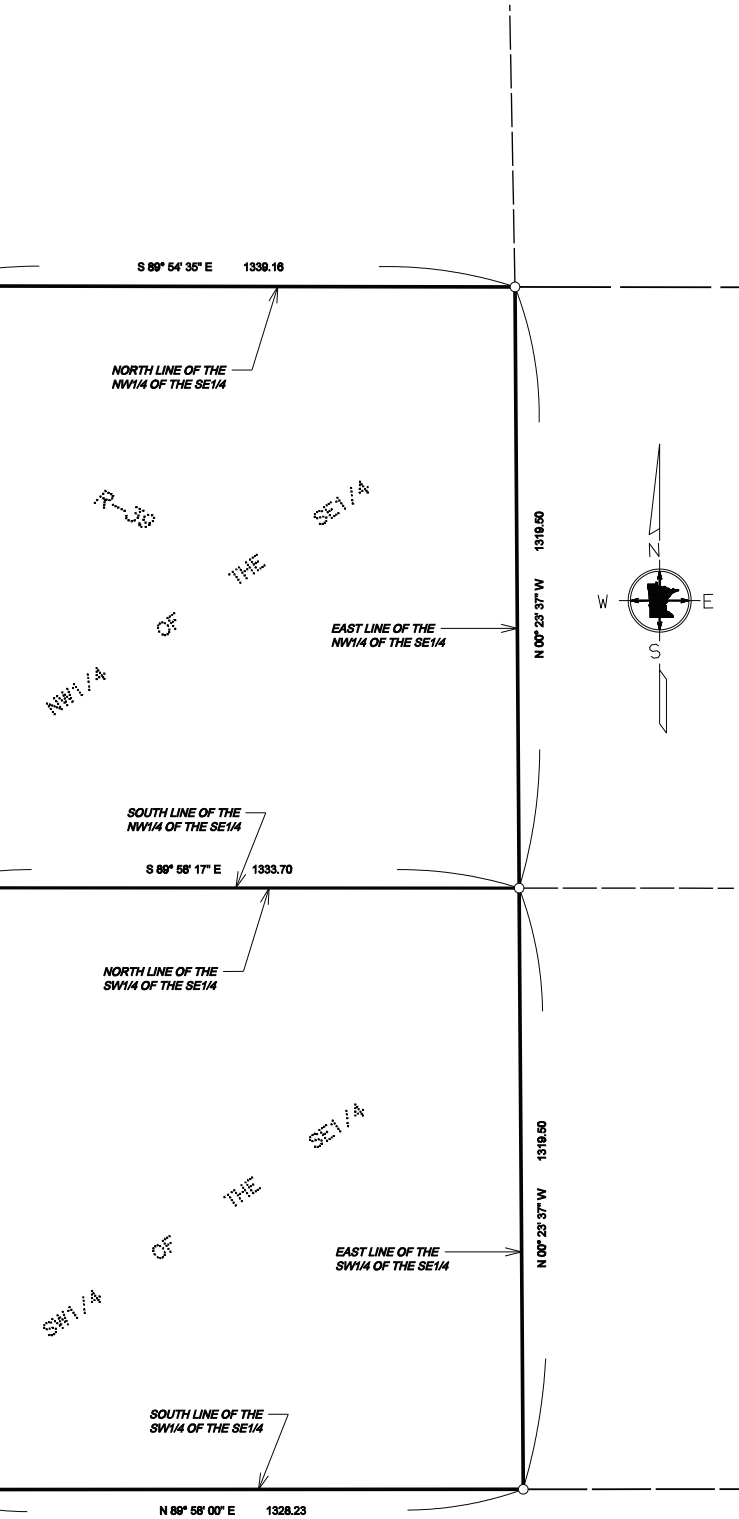 S 89° 54' 35" E 1339.16
NORTH LINE OF THE
NW1/4 OF THE SE1/4
R-39
NW1/4 OF THE SE1/4
EAST LINE OF THE
NW1/4 OF THE SE1/4
N 00° 23' 37" W 1319.50
N
W E
S
SOUTH LINE OF THE
NW1/4 OF THE SE1/4
S 89° 58' 17" E 1333.70
NORTH LINE OF THE
SW1/4 OF THE SE1/4
SW1/4 OF THE SE1/4
EAST LINE OF THE
SW1/4 OF THE SE1/4
N 00° 23' 37" W 1319.50
SOUTH LINE OF THE
SW1/4 OF THE SE1/4
N 89° 58' 00" E 1328.23